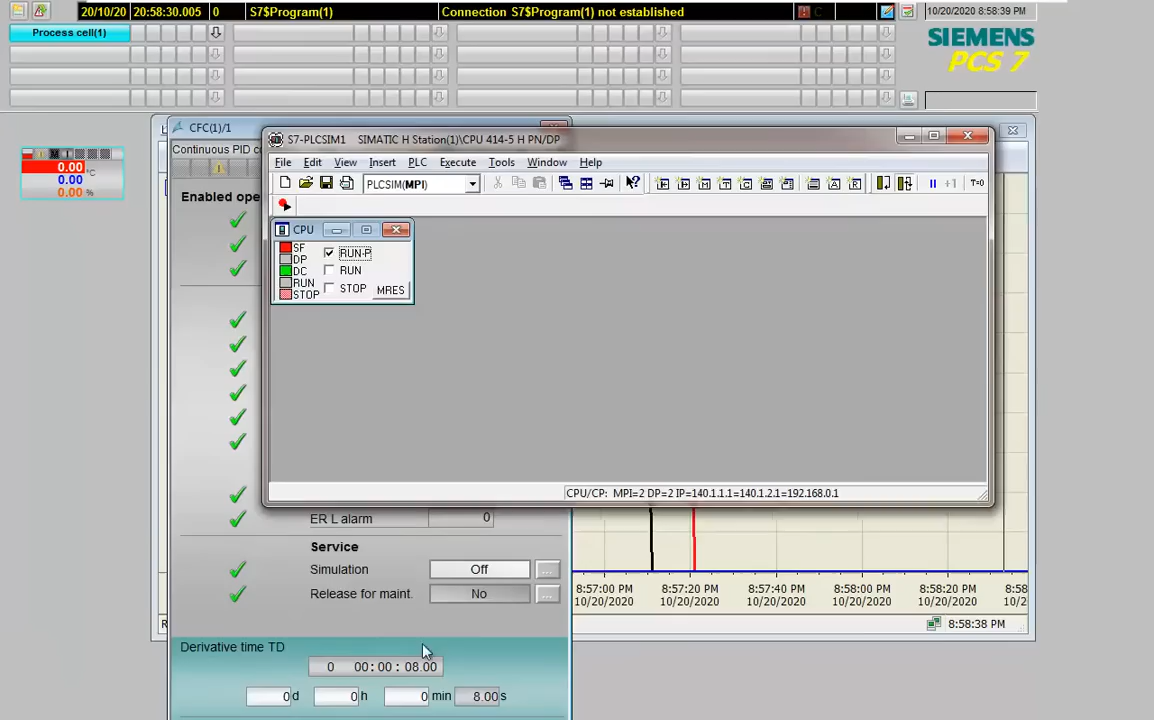 20/10/20 20:58:30.005 0 S7$Program(1) Connection S7$Program(1) not established C 10/20/2020 8:58:39 PM
Process cell(1)
SIEMENS
PCS 7
CFC(1)/1
Continuous PID co
Enabled ope
0.00 °C
0.00
0.00 %
S7-PLCSIM1 SIMATIC H Station(1)\CPU 414-5 H PN/DP
File Edit View Insert PLC Execute Tools Window Help
PLCSIM(MPI) +1 T=0
CPU
SF
DP
DC
RUN
STOP
RUN-P
RUN
STOP MRES
CPU/CP: MPI=2 DP=2 IP=140.1.1.1=140.1.2.1=192.168.0.1
ER L alarm 0
Service
Simulation Off ...
Release for maint. No ...
Derivative time TD
0 00:00:08.00
0 d 0 h 0 min 8.00 s
8:57:00 PM 8:57:20 PM 8:57:40 PM 8:58:00 PM 8:58:20 PM
10/20/2020 10/20/2020 10/20/2020 10/20/2020 10/20/2020
8:58:38 PM